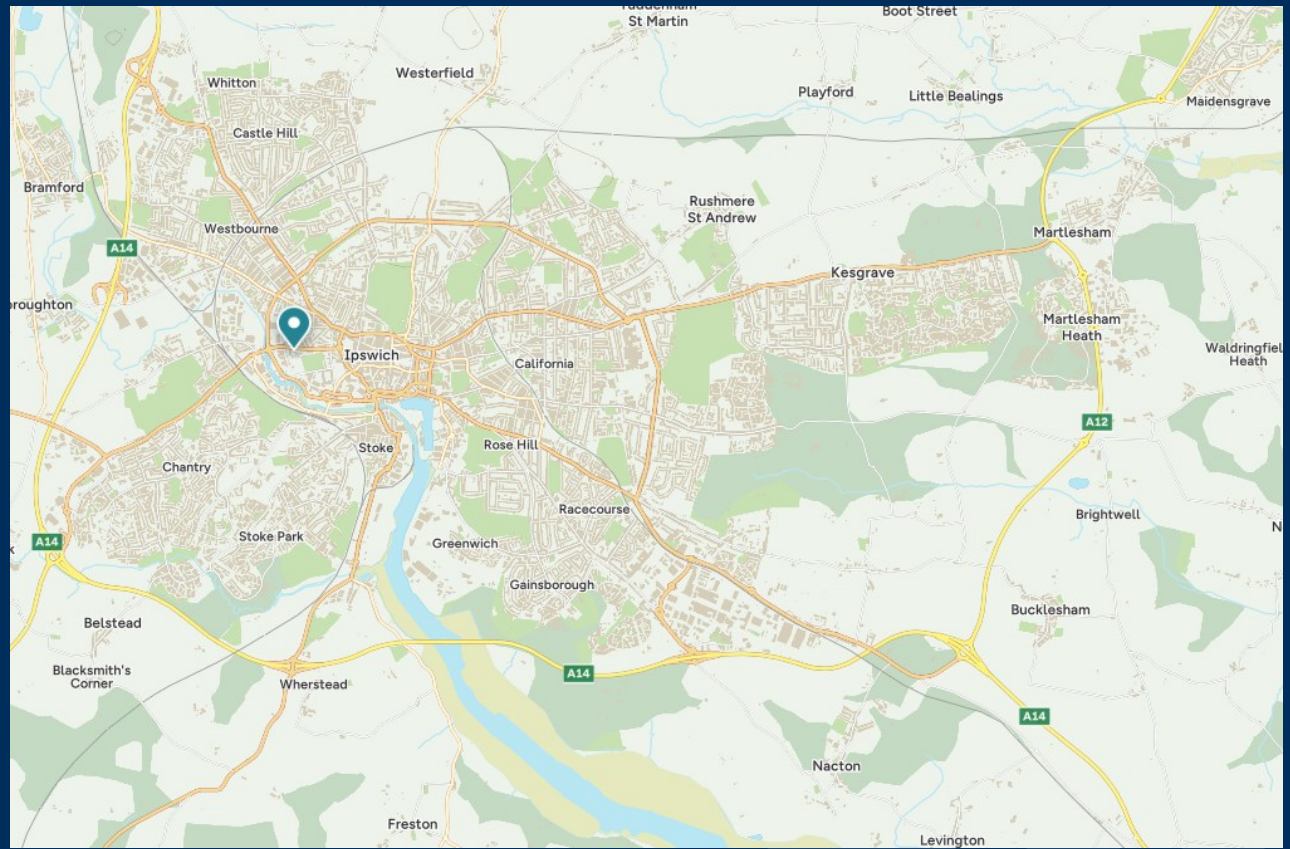 St Martin
Boot Street
Westerfield
Whitton
Playford
Little Bealings
Maidensgrave
Castle Hill
Bramford
Rushmere
St Andrew
Westbourne
Martlesham
A14
Kesgrave
Martlesham
Heath
Ipswich
California
Waldringfiel
Heath
A12
Stoke
Rose Hill
Chantry
Racecourse
Brightwell
Stoke Park
A14
Greenwich
Gainsborough
Bucklesham
Belstead
Blacksmith's
Corner
A14
Wherstead
A14
Nacton
Freston
Levington